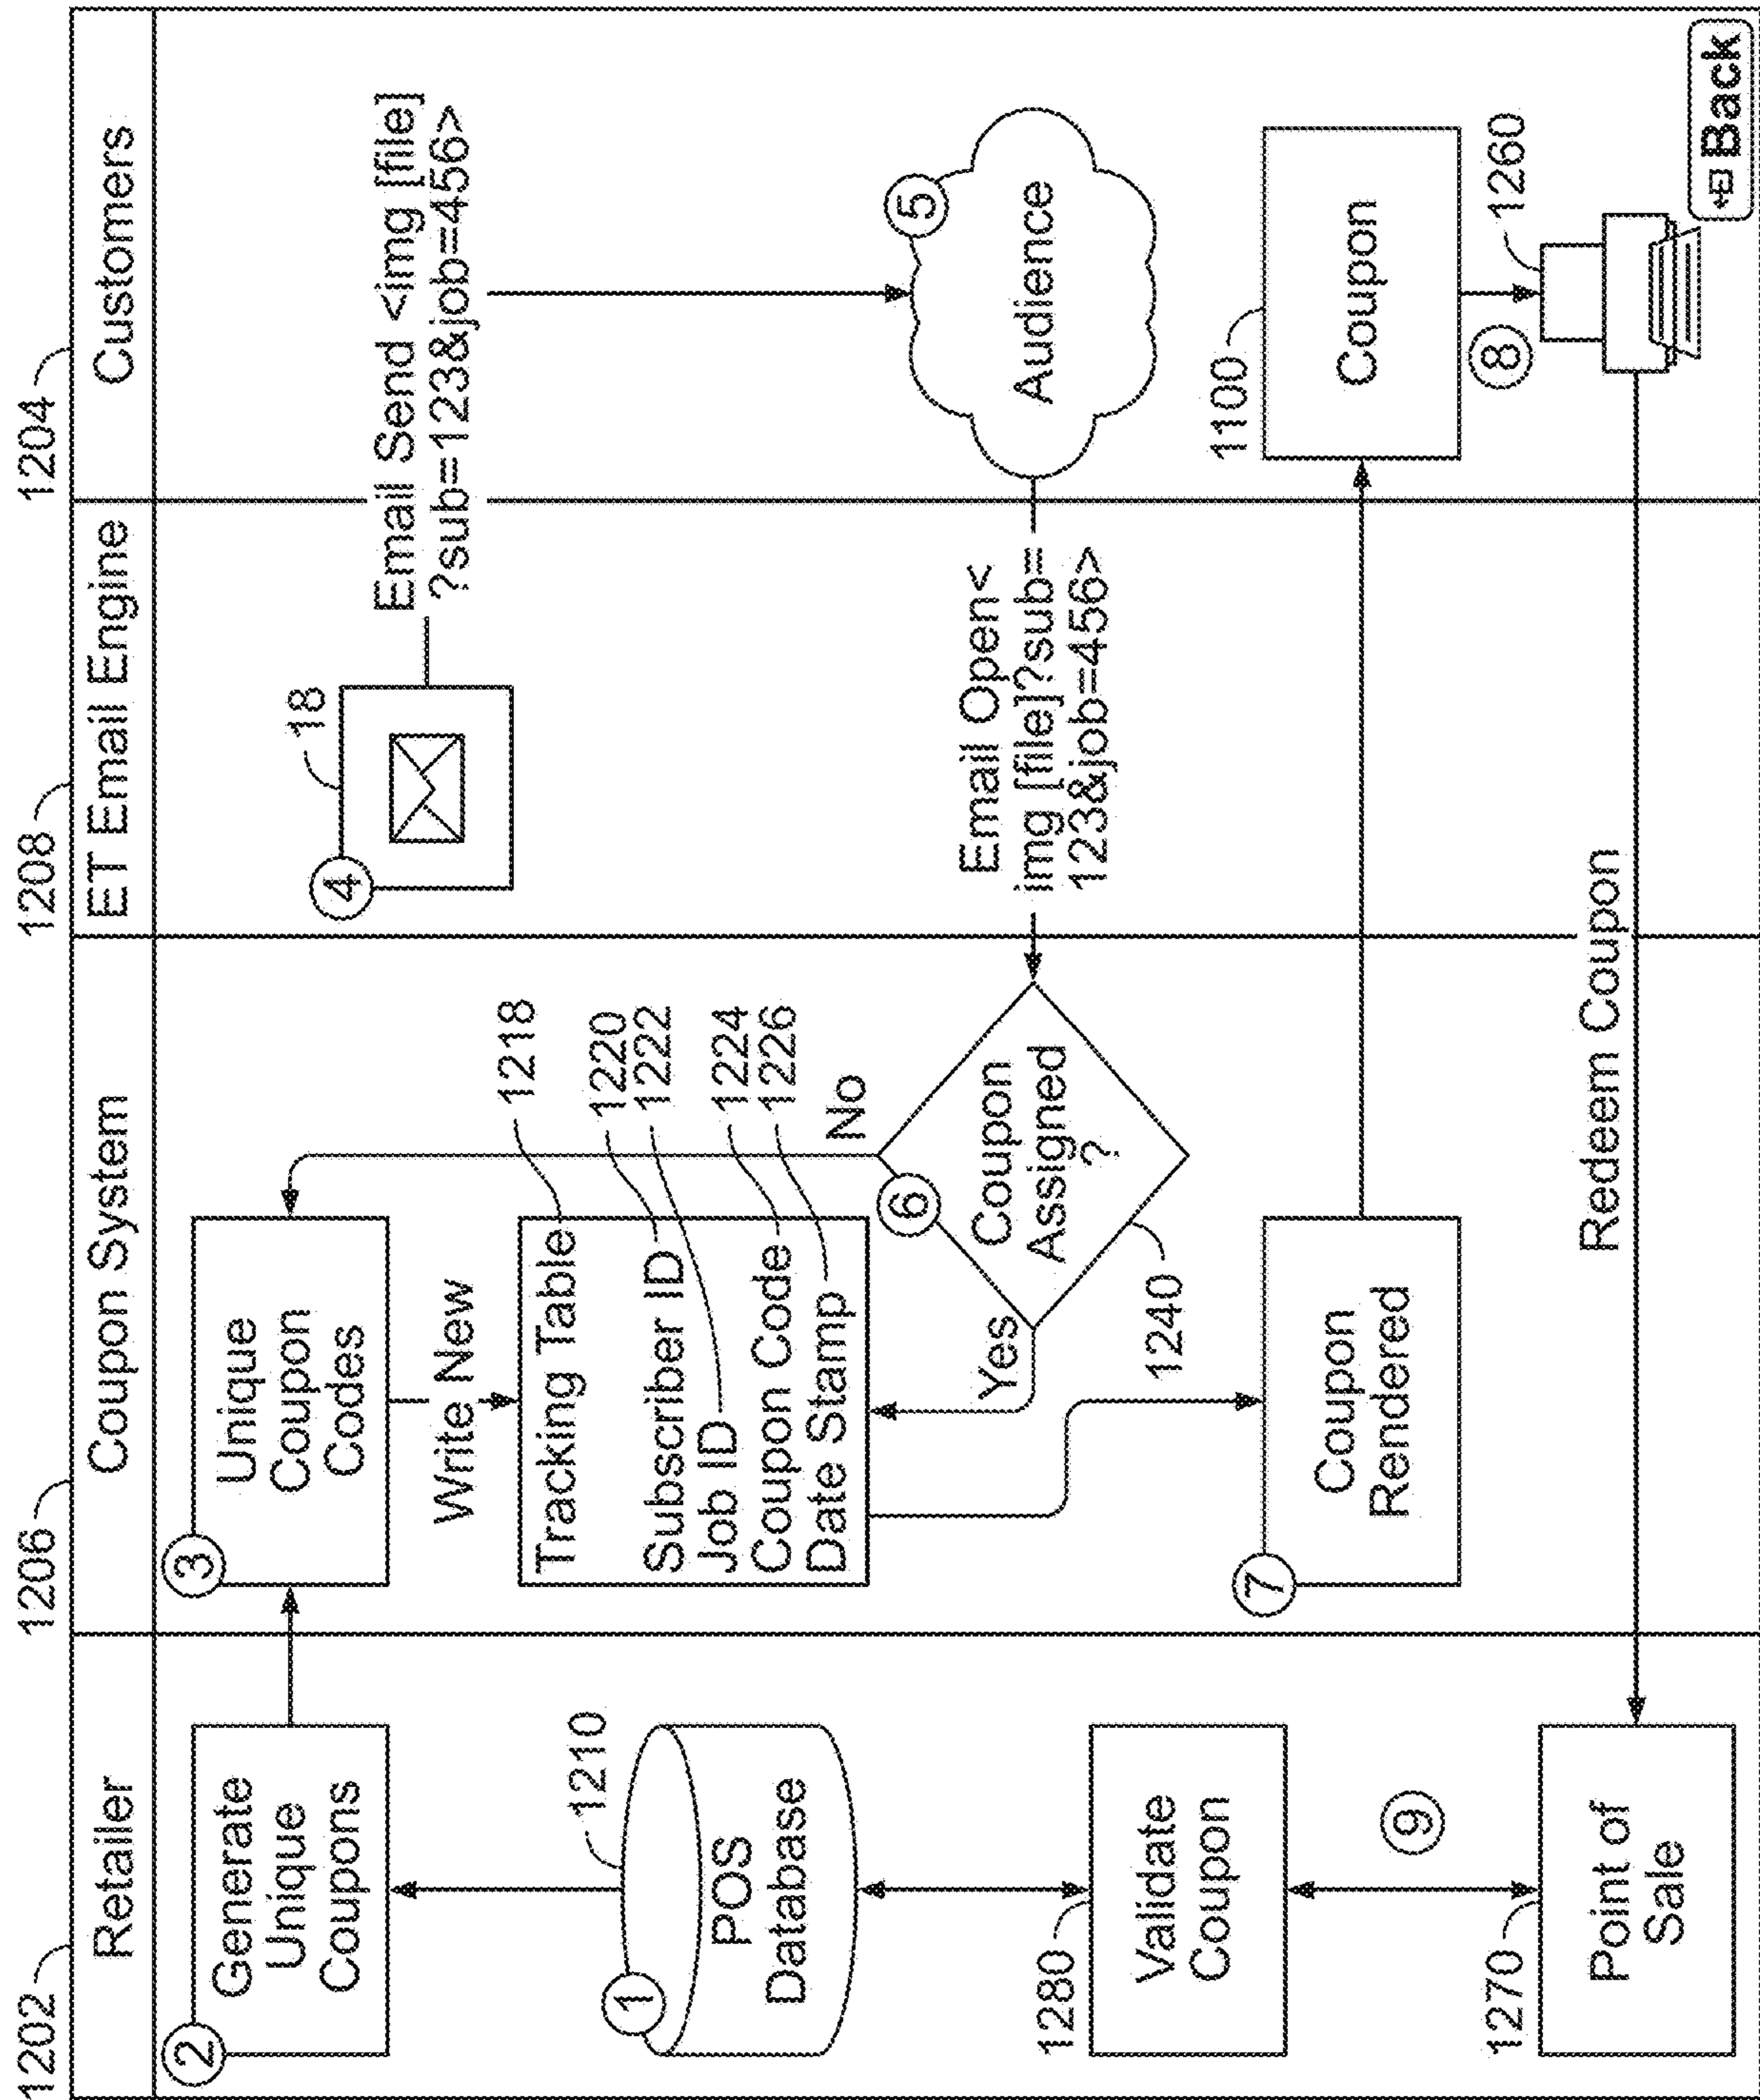 1202
Retailer
2
Generate
Unique
Coupons
1210
1
POS
Database
1280
Validate
Coupon
9
1270
Point of
Sale
1206
Coupon System
3
Unique
Coupon
Codes
Write New
Tracking Table
1218
Subscriber ID
1220
Job ID
1222
Coupon Code
1224
Date Stamp
1226
No
Yes
6
Coupon
Assigned
?
1240
7
Coupon
Rendered
1208
ET Email Engine
18
4
Email Open<
img [file]?sub=
123&job=456>
Redeem Coupon
1204
Customers
Email Send <img [file]
?sub=123&job=456>
5
Audience
1100
Coupon
8
1260
Back